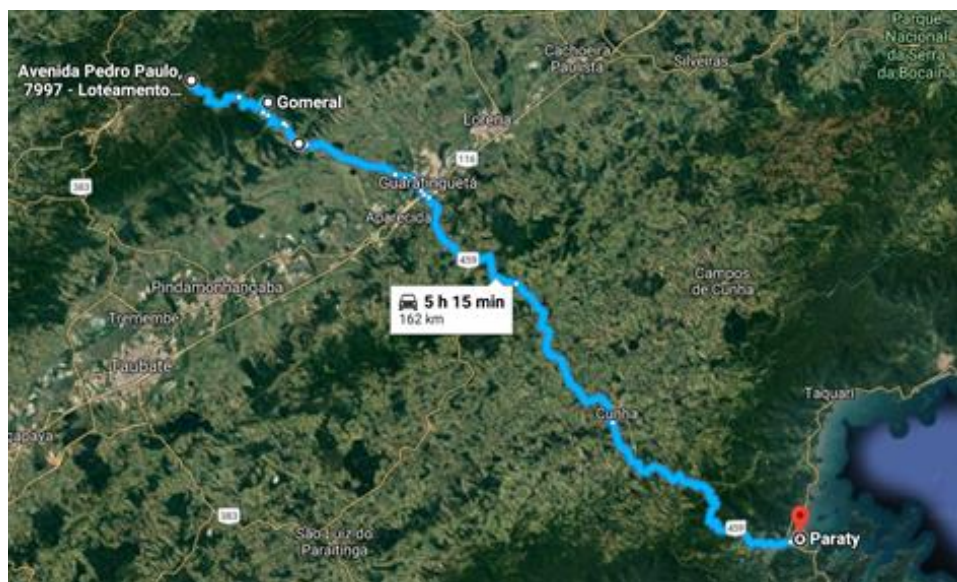 Parque
Nacional
da Serra
da Bocaina
Cachoeira
Paulista
Silveiras
Avenida Pedro Paulo,
7997 - Loteamento...
Gomeral
Lorena
116
383
Guaratinguetá
Aparecida
459
Campos
de Cunha
Pindamonhangaba
5 h 15 min
162 km
Tremembé
Taubaté
Taquari
Cunha
çapava
383
São Luiz do
Paraitinga
459
Paraty